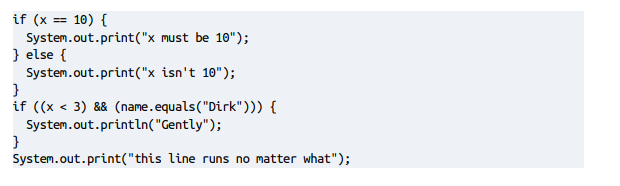 if (x == 10) {
  System.out.print("x must be 10");
} else {
  System.out.print("x isn't 10");
}
if ((x < 3) && (name.equals("Dirk"))) {
  System.out.println("Gently");
}
System.out.print("this line runs no matter what");